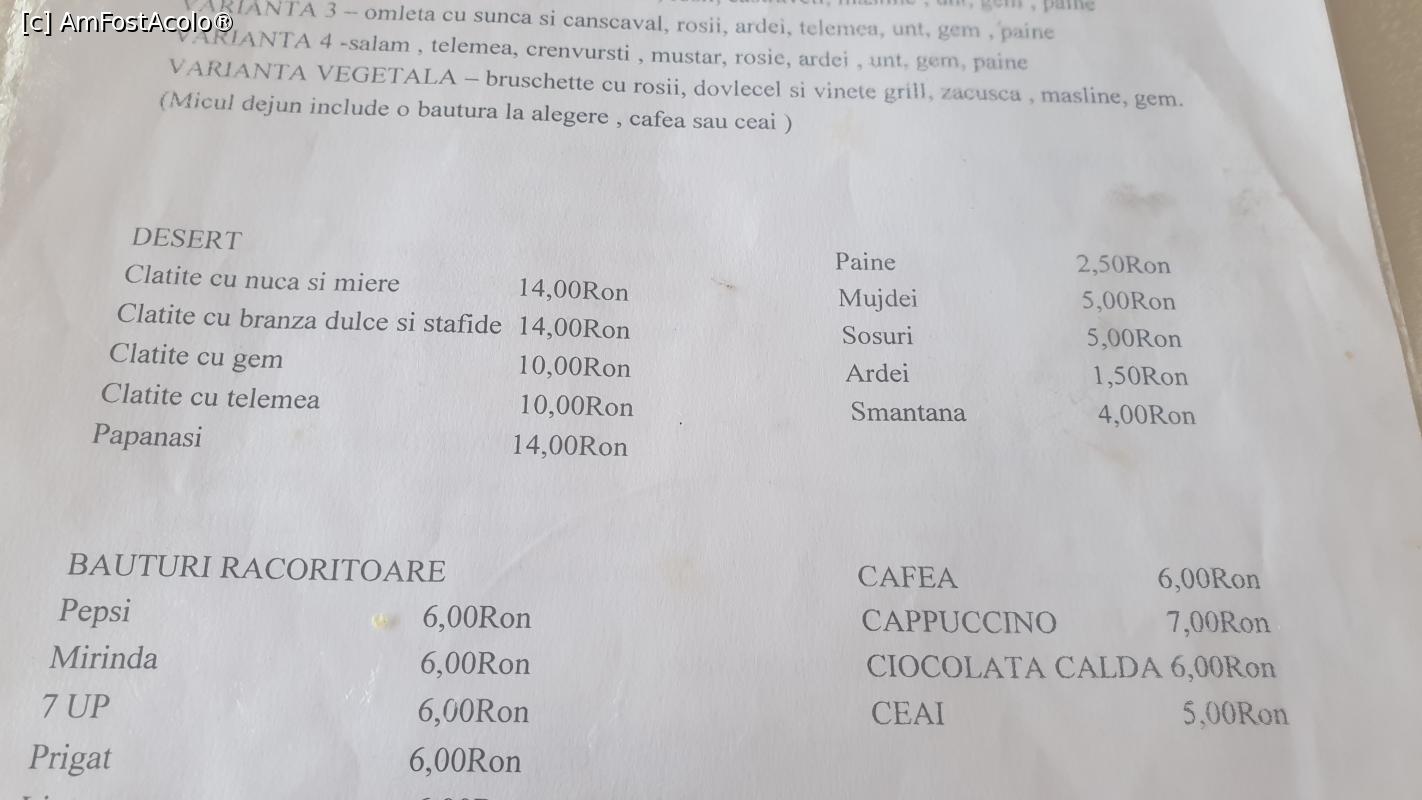 [c] AmFostAcolo®
unt, gem , paine
VARIANTA 3 – omleta cu sunca si canscaval, rosii, ardei, telemea, unt, gem , paine
VARIANTA 4 -salam , telemea, crenvursti , mustar, rosie, ardei , unt, gem, paine
VARIANTA VEGETALA – bruschette cu rosii, dovlecel si vinete grill, zacusca , masline, gem.
(Micul dejun include o bautura la alegere , cafea sau ceai )
DESERT
Clatite cu nuca si miere 14,00Ron
Clatite cu branza dulce si stafide 14,00Ron
Clatite cu gem 10,00Ron
Clatite cu telemea 10,00Ron
Papanasi 14,00Ron
Paine 2,50Ron
Mujdei 5,00Ron
Sosuri 5,00Ron
Ardei 1,50Ron
Smantana 4,00Ron
BAUTURI RACORITOARE
Pepsi 6,00Ron
Mirinda 6,00Ron
7 UP 6,00Ron
Prigat 6,00Ron
CAFEA 6,00Ron
CAPPUCCINO 7,00Ron
CIOCOLATA CALDA 6,00Ron
CEAI 5,00Ron